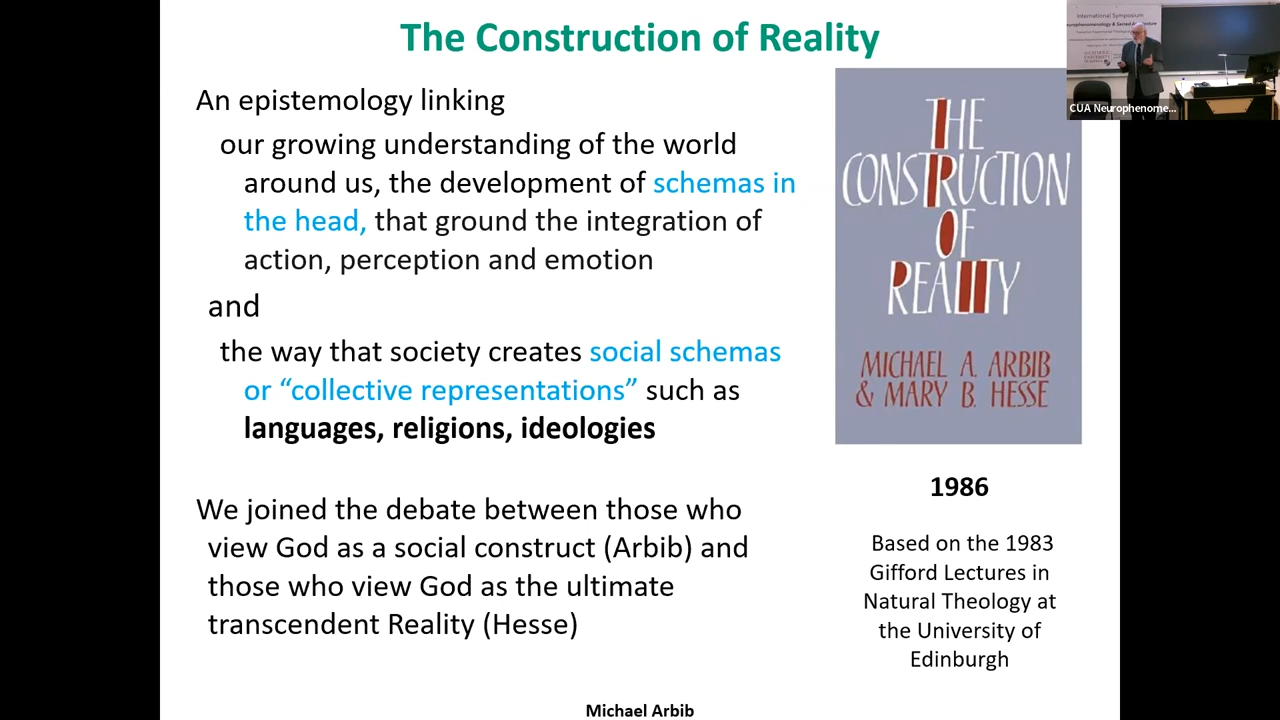 The Construction of Reality
An epistemology linking
our growing understanding of the world
around us, the development of schemas in
the head, that ground the integration of
action, perception and emotion
and
the way that society creates social schemas
or “collective representations” such as
languages, religions, ideologies
We joined the debate between those who
view God as a social construct (Arbib) and
those who view God as the ultimate
transcendent Reality (Hesse)
THE
CONSTRUCTION
OF
REALITY
MICHAEL A. ARBIB
& MARY B. HESSE
1986
Based on the 1983
Gifford Lectures in
Natural Theology at
the University of
Edinburgh
Michael Arbib
International Symposium
CUA Neurophenome...